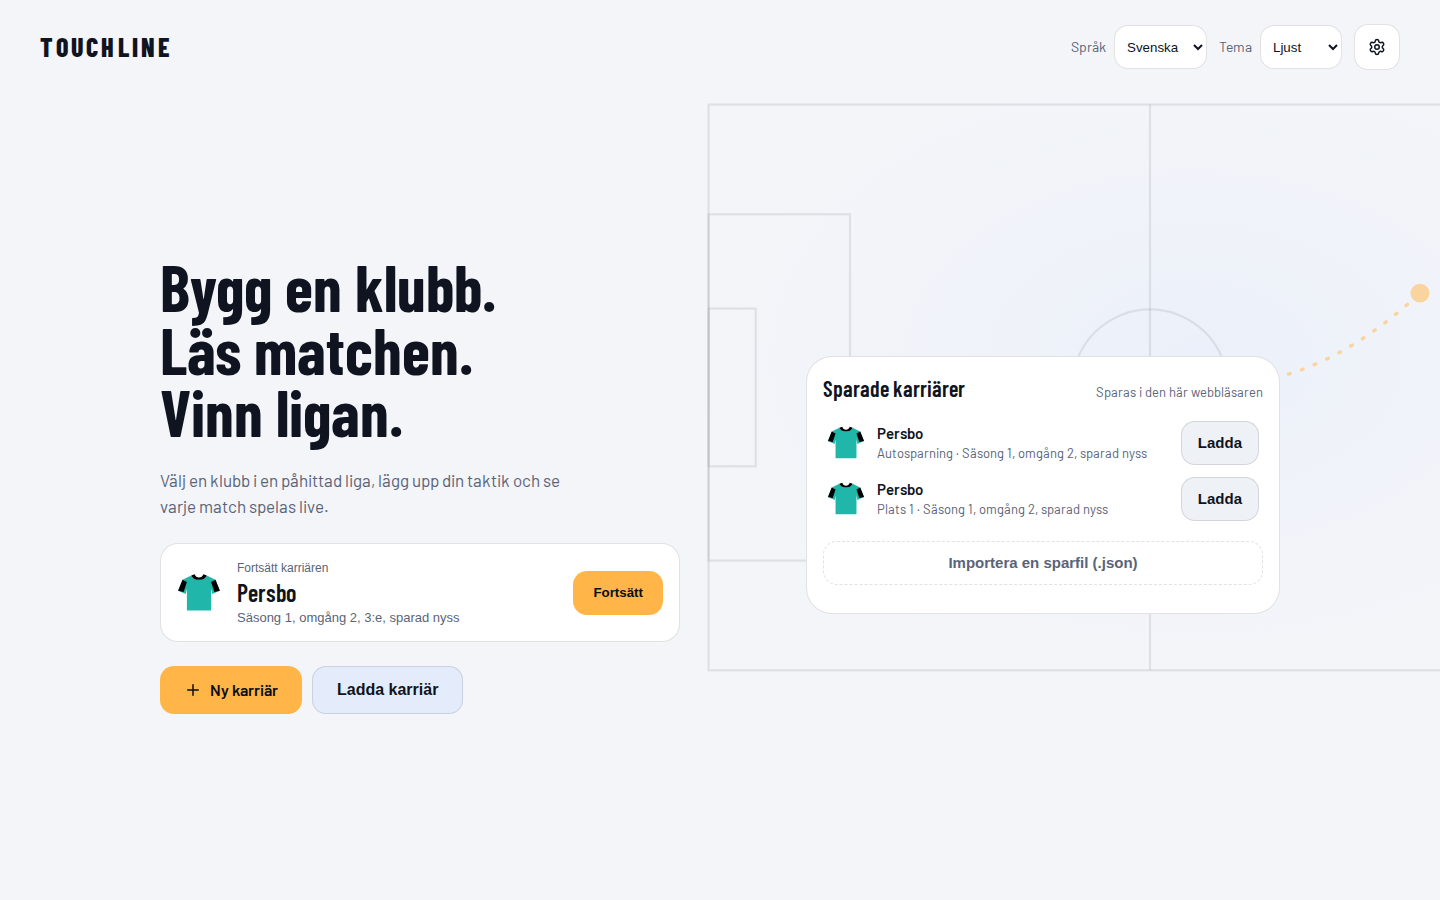 TOUCHLINE
Språk
Svenska
Tema
Ljust
Bygg en klubb.
Läs matchen.
Vinn ligan.
Välj en klubb i en påhittad liga, lägg upp din taktik och se
varje match spelas live.
Fortsätt karriären
Persbo
Säsong 1, omgång 2, 3:e, sparad nyss
Fortsätt
Ny karriär
Ladda karriär
Sparade karriärer
Sparas i den här webbläsaren
Persbo
Autosparning · Säsong 1, omgång 2, sparad nyss
Ladda
Persbo
Plats 1 · Säsong 1, omgång 2, sparad nyss
Ladda
Importera en sparfil (.json)